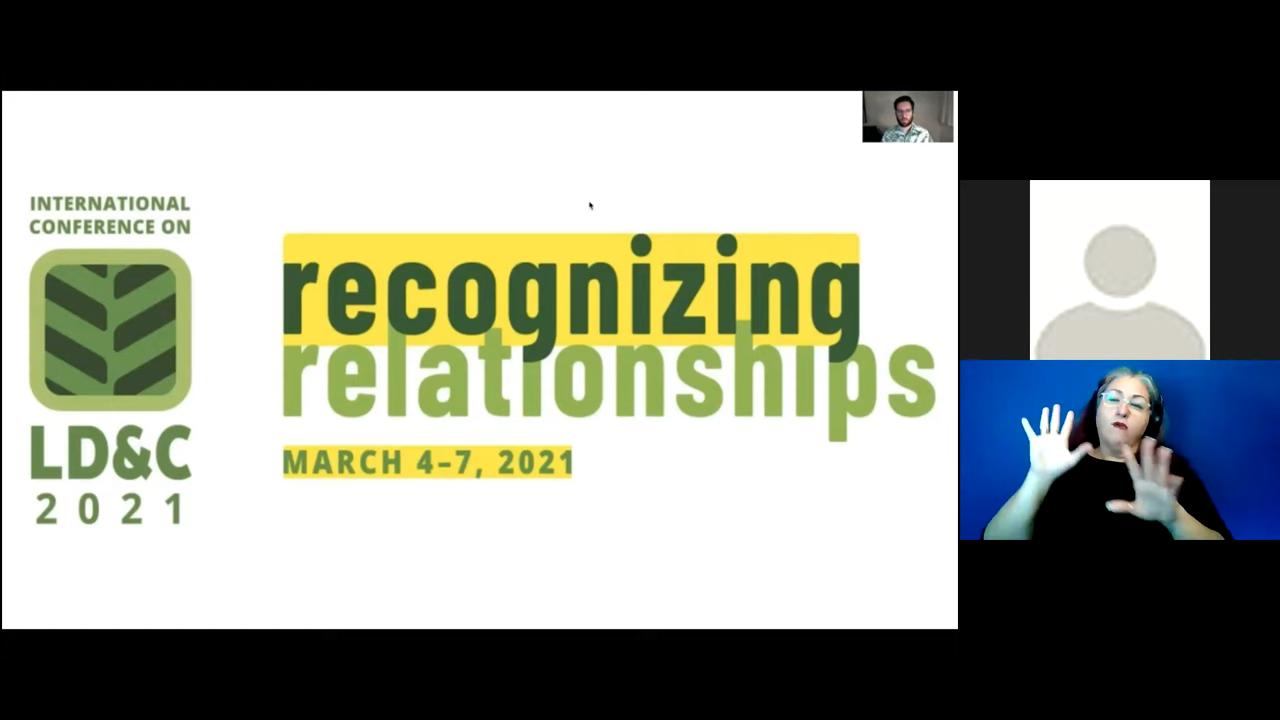 INTERNATIONAL
CONFERENCE ON
LD&C
2021
recognizing
relationships
MARCH 4–7, 2021